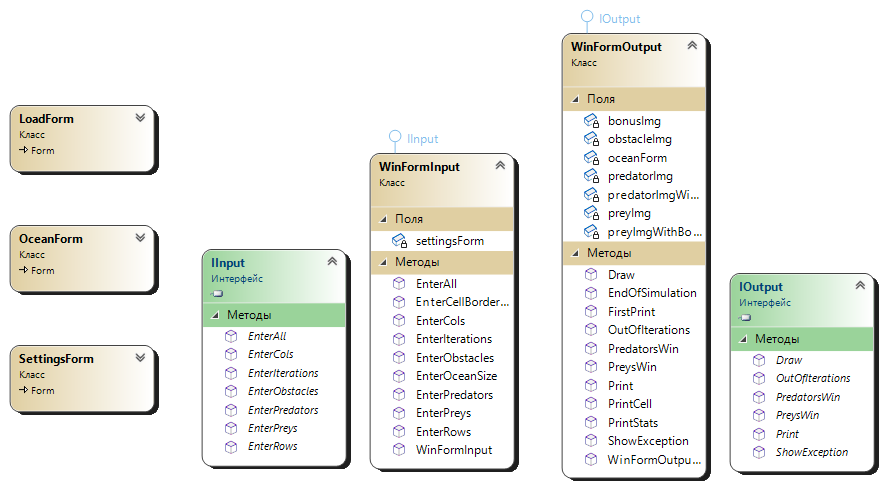 LoadForm
Класс
Form
OceanForm
Класс
Form
SettingsForm
Класс
Form
IInput
Интерфейс
Методы
EnterAll
EnterCols
EnterIterations
EnterObstacles
EnterPredators
EnterPreys
EnterRows
IInput
WinFormInput
Класс
Поля
settingsForm
Методы
EnterAll
EnterCellBorder...
EnterCols
EnterIterations
EnterObstacles
EnterOceanSize
EnterPredators
EnterPreys
EnterRows
WinFormInput
IOutput
WinFormOutput
Класс
Поля
bonusImg
obstacleImg
oceanForm
predatorImg
predatorImgWi...
preyImg
preyImgWithBo...
Методы
Draw
EndOfSimulation
FirstPrint
OutOfIterations
PredatorsWin
PreysWin
Print
PrintCell
PrintStats
ShowException
WinFormOutpu...
IOutput
Интерфейс
Методы
Draw
OutOfIterations
PredatorsWin
PreysWin
Print
ShowException